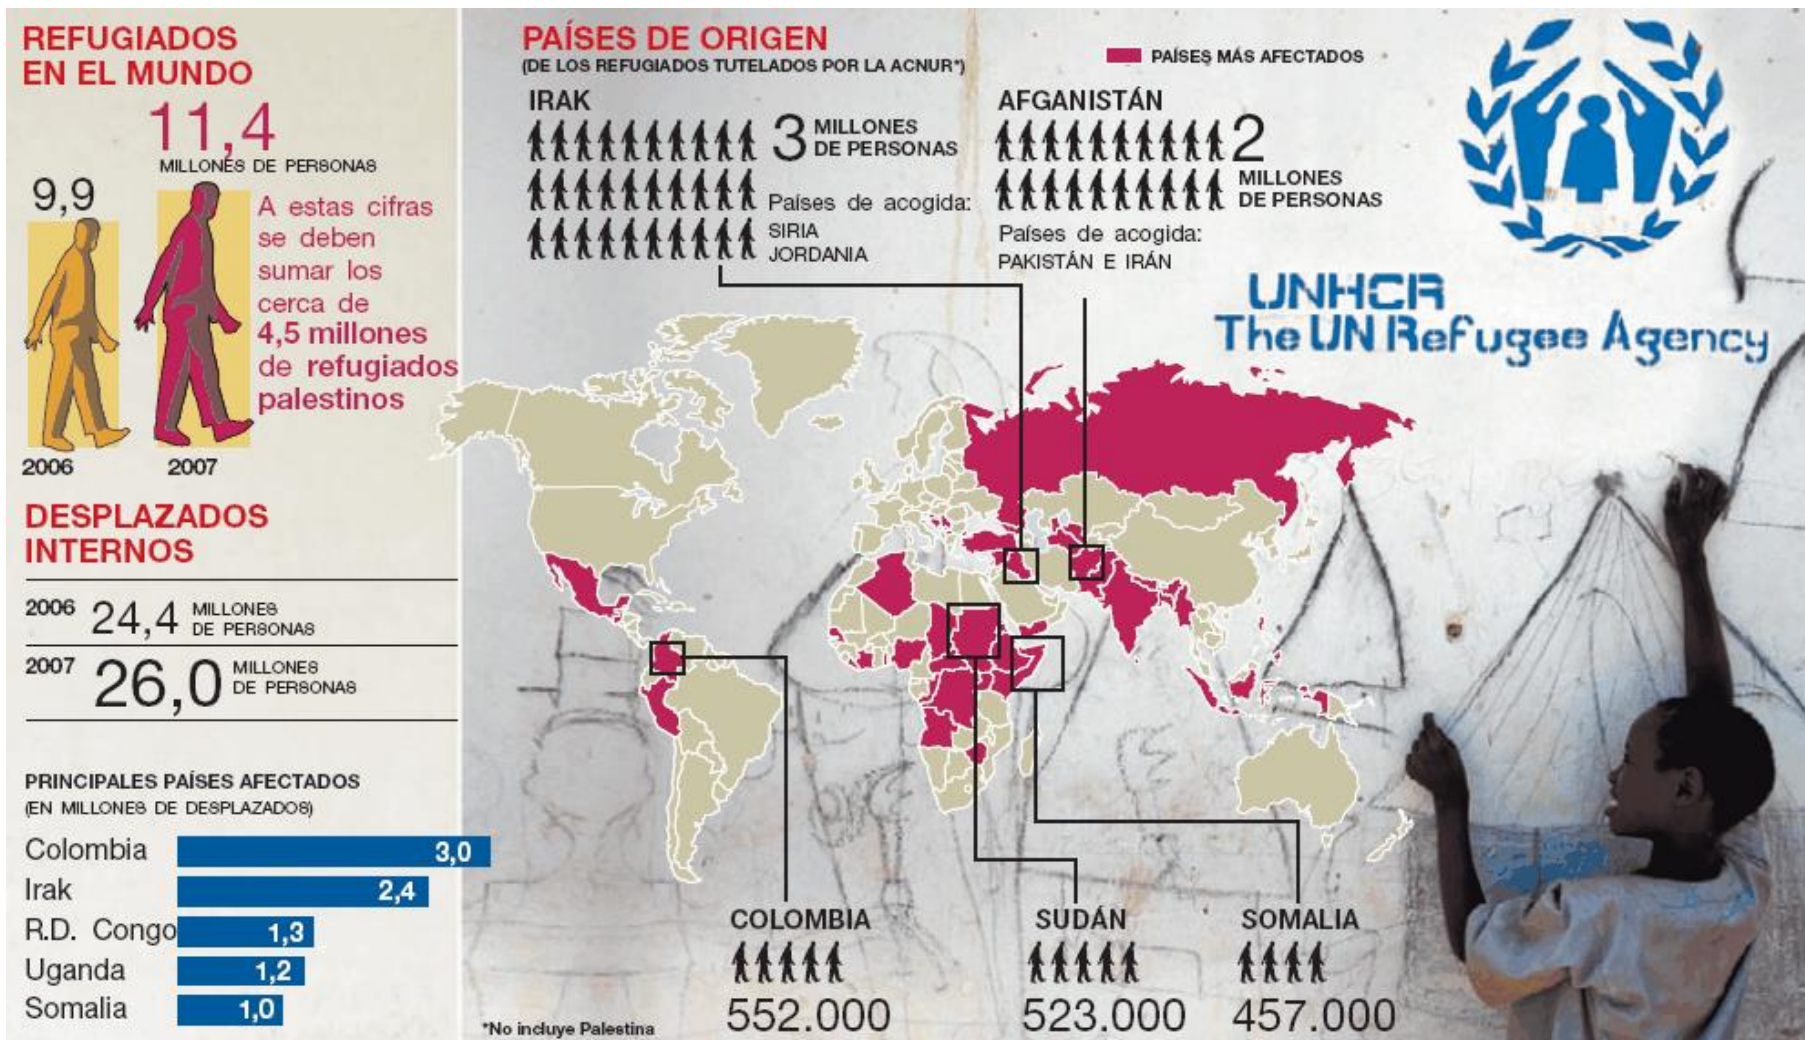 REFUGIADOS
EN EL MUNDO
11,4
MILLONES DE PERSONAS
9,9
A estas cifras
se deben
sumar los
cerca de
4,5 millones
de refugiados
palestinos
2006
2007
DESPLAZADOS
INTERNOS
2006 24,4 MILLONES
DE PERSONAS
2007 26,0 MILLONES
DE PERSONAS
PRINCIPALES PAÍSES AFECTADOS
(EN MILLONES DE DESPLAZADOS)
Colombia 3,0
Irak 2,4
R.D. Congo 1,3
Uganda 1,2
Somalia 1,0
PAÍSES DE ORIGEN
(DE LOS REFUGIADOS TUTELADOS POR LA ACNUR*)
PAÍSES MÁS AFECTADOS
IRAK
3 MILLONES
DE PERSONAS
Países de acogida:
SIRIA
JORDANIA
AFGANISTÁN
2
MILLONES
DE PERSONAS
Países de acogida:
PAKISTÁN E IRÁN
UNHCR
The UN Refugee Agency
COLOMBIA
552.000
SUDÁN
523.000
SOMALIA
457.000
*No incluye Palestina